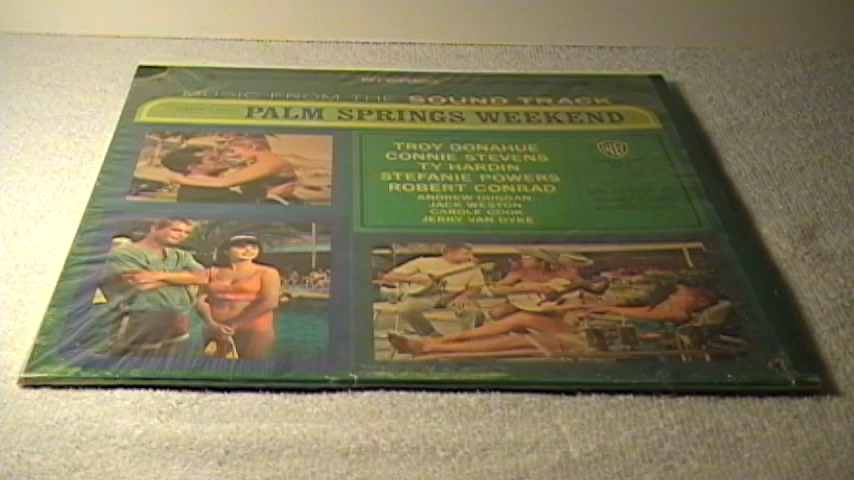 MUSIC FROM THE SOUND TRACK
PALM SPRINGS WEEKEND
TROY DONAHUE
CONNIE STEVENS
TY HARDIN
STEFANIE POWERS
ROBERT CONRAD
ANDREW DUGGAN
JACK WESTON
CAROLE COOK
JERRY VAN DYKE